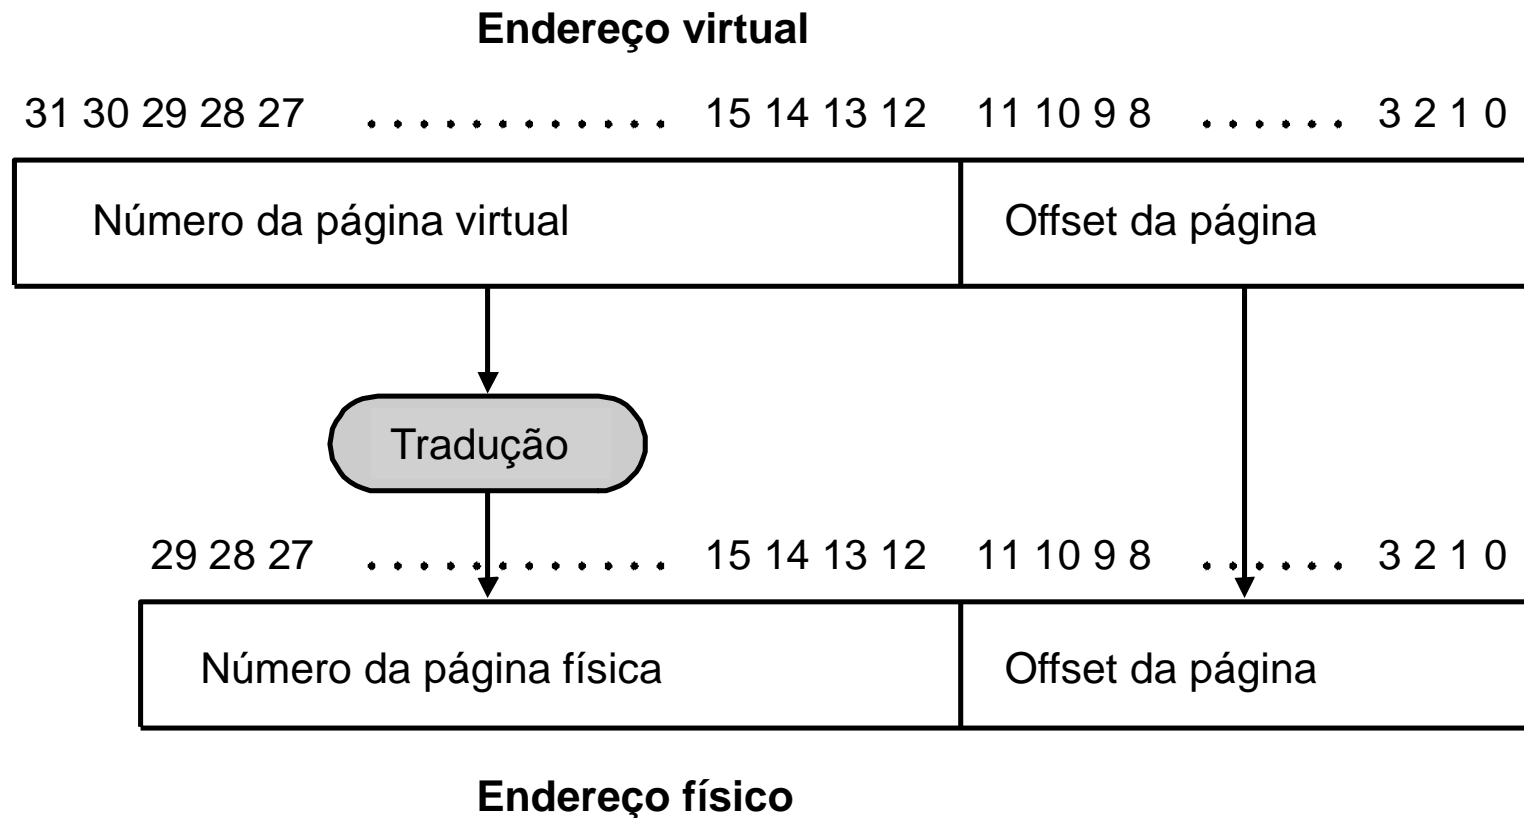 Endereço virtual
31 30 29 28 27 ............ 15 14 13 12 11 10 9 8 ...... 3 2 1 0
Número da página virtual Offset da página
Tradução
29 28 27 ............ 15 14 13 12 11 10 9 8 ...... 3 2 1 0
Número da página física Offset da página
Endereço físico